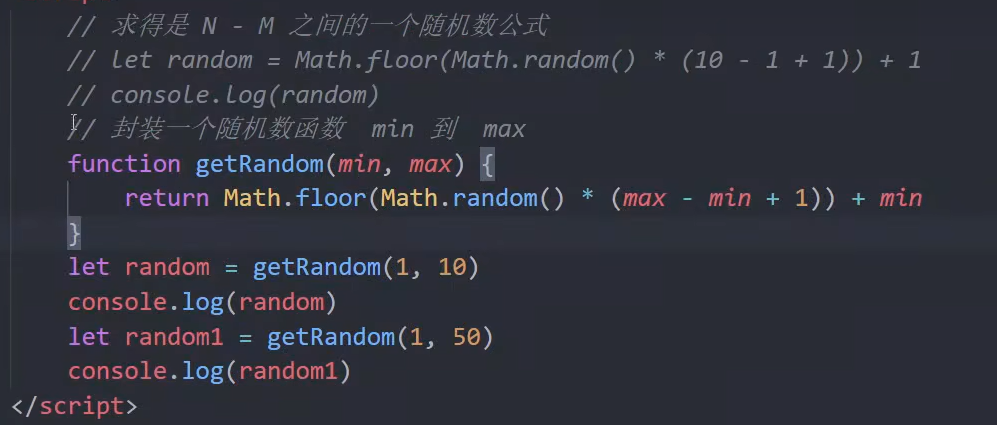 // 求得是 N - M 之间的一个随机数公式
// let random = Math.floor(Math.random() * (10 - 1 + 1)) + 1
// console.log(random)
// 封装一个随机数函数  min 到  max
function getRandom(min, max) {
    return Math.floor(Math.random() * (max - min + 1)) + min
}
let random = getRandom(1, 10)
console.log(random)
let random1 = getRandom(1, 50)
console.log(random1)
</script>